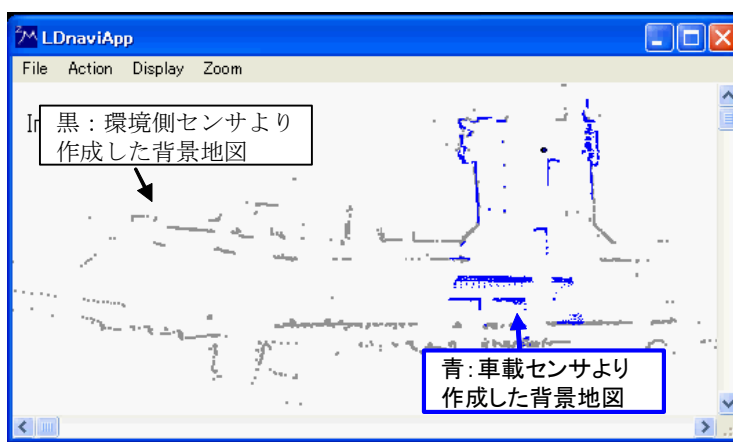 LDnaviApp
File Action Display Zoom
黒：環境側センサより
作成した背景地図
青：車載センサより
作成した背景地図